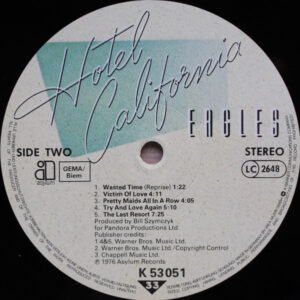 Hotel
California
EAGLES
SIDE TWO
STEREO
asylum
GEMA/
Biem
LC 2648
1. Wasted Time (Reprise) 1:22
2. Victim Of Love 4:11
3. Pretty Maids All In A Row 4:05
4. Try And Love Again 5:10
5. The Last Resort 7:25
Produced by Bill Szymczyk
for Pandora Productions Ltd.
Publisher credits:
1 4&5, Warner Bros. Music Ltd.
2. Warner Bros. Music Ltd./Copyright Control
3. Chappell Music Ltd.
℗ 1976 Asylum Records
K 53 051
33